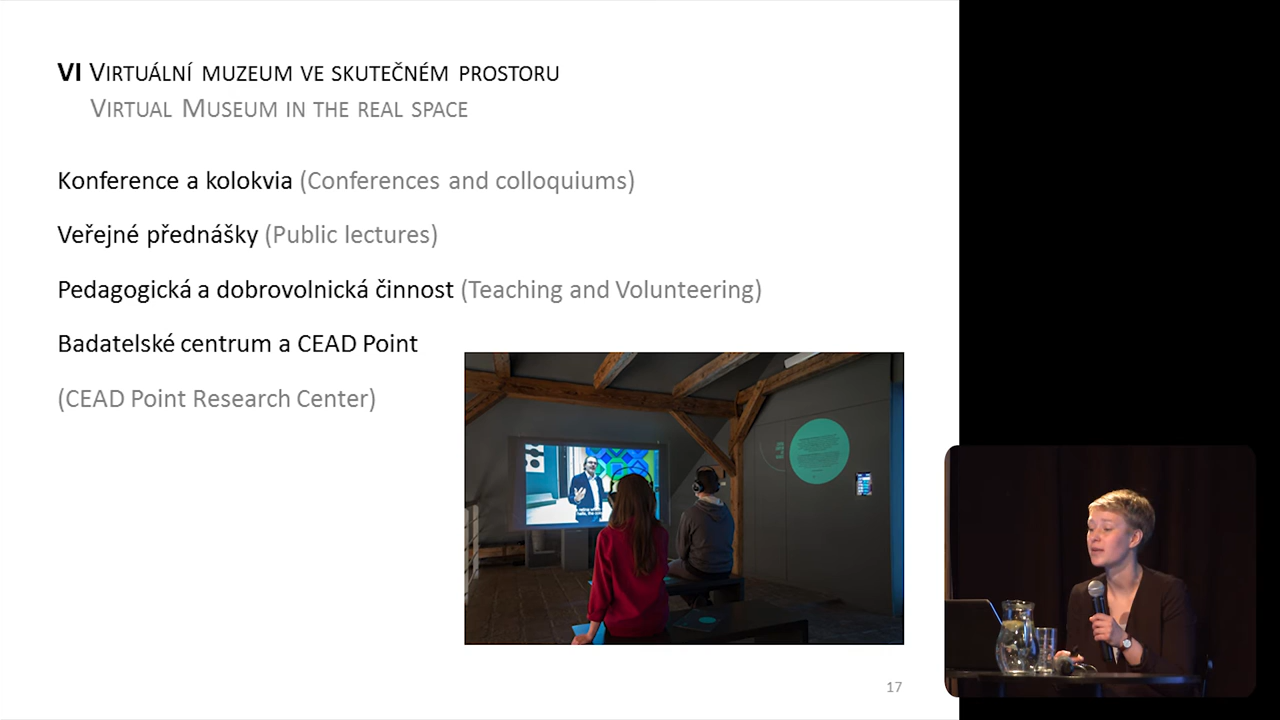 VI VIRTUÁLNÍ MUZEUM VE SKUTEČNÉM PROSTORU
VIRTUAL MUSEUM IN THE REAL SPACE
Konference a kolokvia (Conferences and colloquiums)
Veřejné přednášky (Public lectures)
Pedagogická a dobrovolnická činnost (Teaching and Volunteering)
Badatelské centrum a CEAD Point
(CEAD Point Research Center)
17